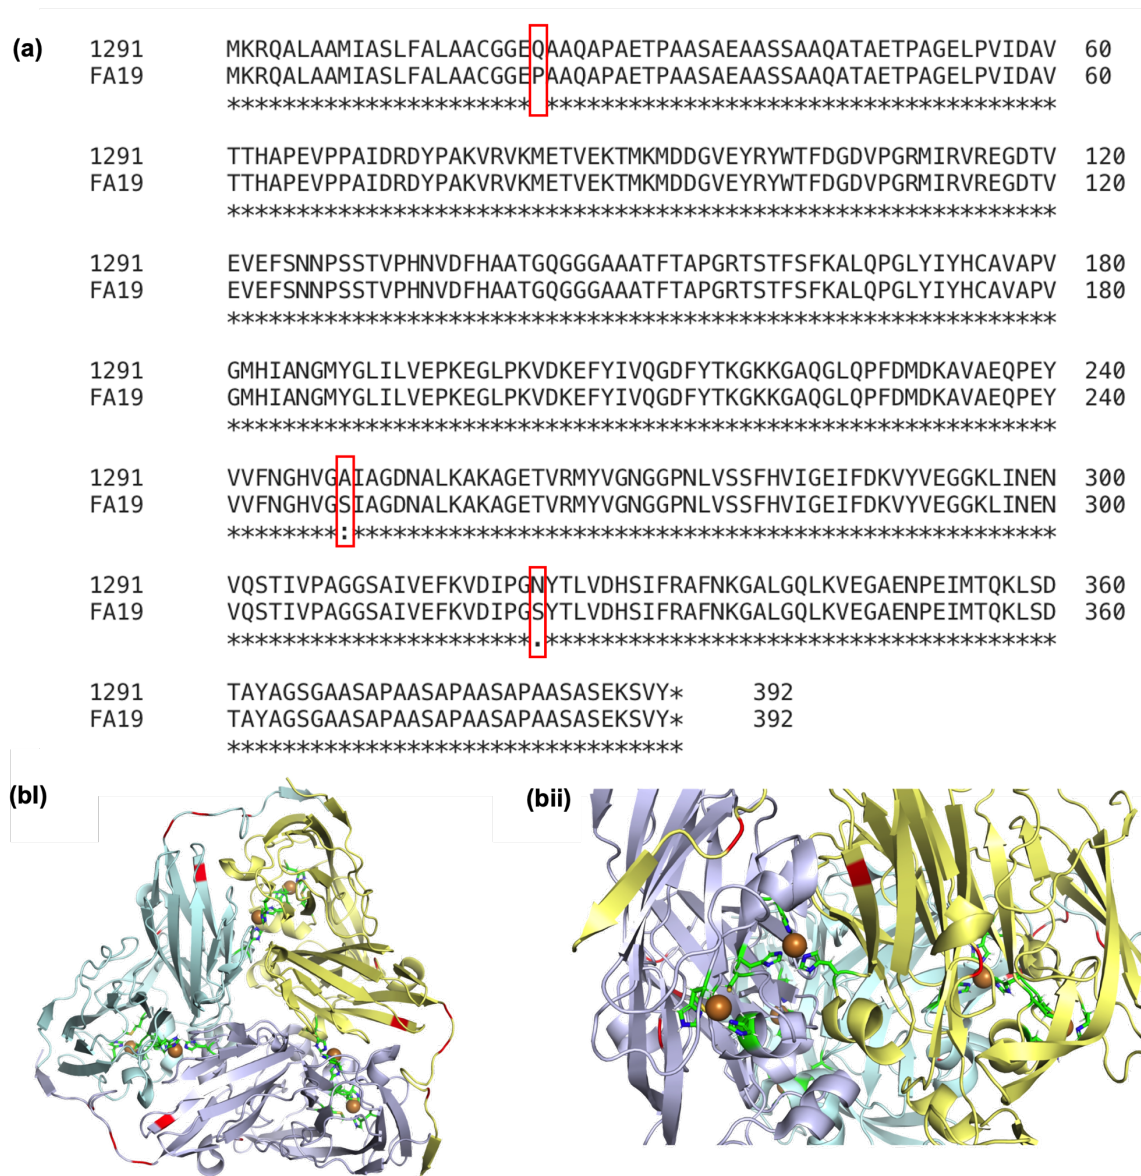 (a)
1291 MKRQALAAMIASLFALAACGGEQAAQAPAETPAASAEAASSAAQATAETPAGELPVIDAV 60
FA19 MKRQALAAMIASLFALAACGGEPAAQAPAETPAASAEAASSAAQATAETPAGELPVIDAV 60
********************** *************************************
1291 TTHAPEVPPAIDRDYPAKVRVKMETVEKTMKMDDGVEYRYWTFDGDVPGRMIRVREGDTV 120
FA19 TTHAPEVPPAIDRDYPAKVRVKMETVEKTMKMDDGVEYRYWTFDGDVPGRMIRVREGDTV 120
************************************************************
1291 EVEFSNNPSSTVPHNVDFHAATGQGGGAAATFTAPGRTSTFSFKALQPGLYIYHCAVAPV 180
FA19 EVEFSNNPSSTVPHNVDFHAATGQGGGAAATFTAPGRTSTFSFKALQPGLYIYHCAVAPV 180
************************************************************
1291 GMHIANGMYGLILVEPKEGLPKVDKEFYIVQGDFYTKGKKGAQGLQPFDMDKAVAEQPEY 240
FA19 GMHIANGMYGLILVEPKEGLPKVDKEFYIVQGDFYTKGKKGAQGLQPFDMDKAVAEQPEY 240
************************************************************
1291 VVFNGHVGAIAGDNALKAKAGETVRMYVGNGGPNLVSSFHVIGEIFDKVYVEGGKLINEN 300
FA19 VVFNGHVGSIAGDNALKAKAGETVRMYVGNGGPNLVSSFHVIGEIFDKVYVEGGKLINEN 300
********:***************************************************
1291 VQSTIVPAGGSAIVEFKVDIPGNYTLVDHSIFRAFNKGALGQLKVEGAENPEIMTQKLSD 360
FA19 VQSTIVPAGGSAIVEFKVDIPGSYTLVDHSIFRAFNKGALGQLKVEGAENPEIMTQKLSD 360
**********************.*************************************
1291 TAYAGSGAASAPAASAPAASAPAASASEKSVY* 392
FA19 TAYAGSGAASAPAASAPAASAPAASASEKSVY* 392
*********************************
(bI) (bii)